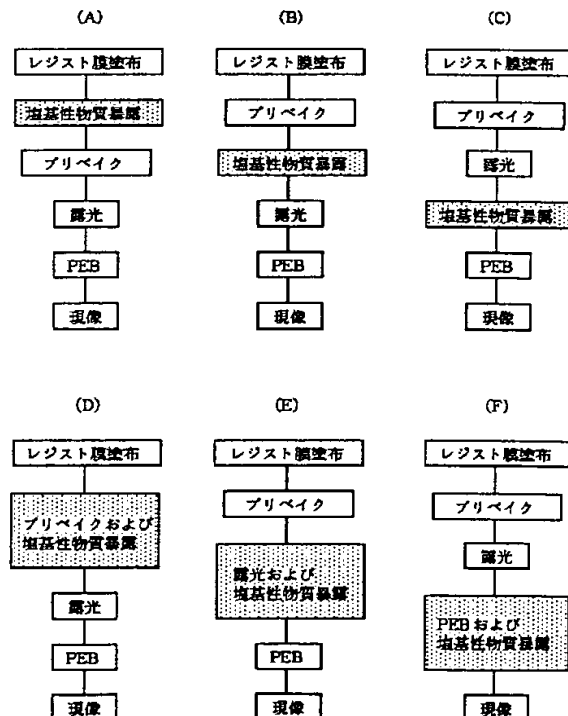 (A)
レジスト膜塗布
塩基性物質暴露
プリベイク
露光
PEB
現像
(B)
レジスト膜塗布
プリベイク
塩基性物質暴露
露光
PEB
現像
(C)
レジスト膜塗布
プリベイク
露光
塩基性物質暴露
PEB
現像
(D)
レジスト膜塗布
プリベイクおよび
塩基性物質暴露
露光
PEB
現像
(E)
レジスト膜塗布
プリベイク
露光および
塩基性物質暴露
PEB
現像
(F)
レジスト膜塗布
プリベイク
露光
PEBおよび
塩基性物質暴露
現像